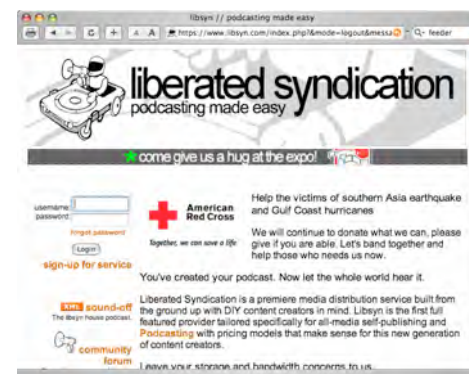 libsyn // podcasting made easy
A A https://www.libsyn.com/index.php?&mode=logout&messa Q- feeder
liberated syndication
podcasting made easy
come give us a hug at the expo!
username:
password:
forgot password
Login
sign-up for service
American
Red Cross
Together, we can save a life
Help the victims of southern Asia earthquake
and Gulf Coast hurricanes
We will continue to donate what we can, please
give if you are able. Let's band together and
help those who needs us now.
You've created your podcast. Now let the whole world hear it.
XML sound-off
The libsyn house podcast.
community
forum
Liberated Syndication is a premiere media distribution service built from
the ground up with DIY content creators in mind. Libsyn is the first full
featured provider tailored specifically for all-media self-publishing and
Podcasting with pricing models that make sense for this new generation
of content creators.
Leave your storage and bandwidth concerns to us.